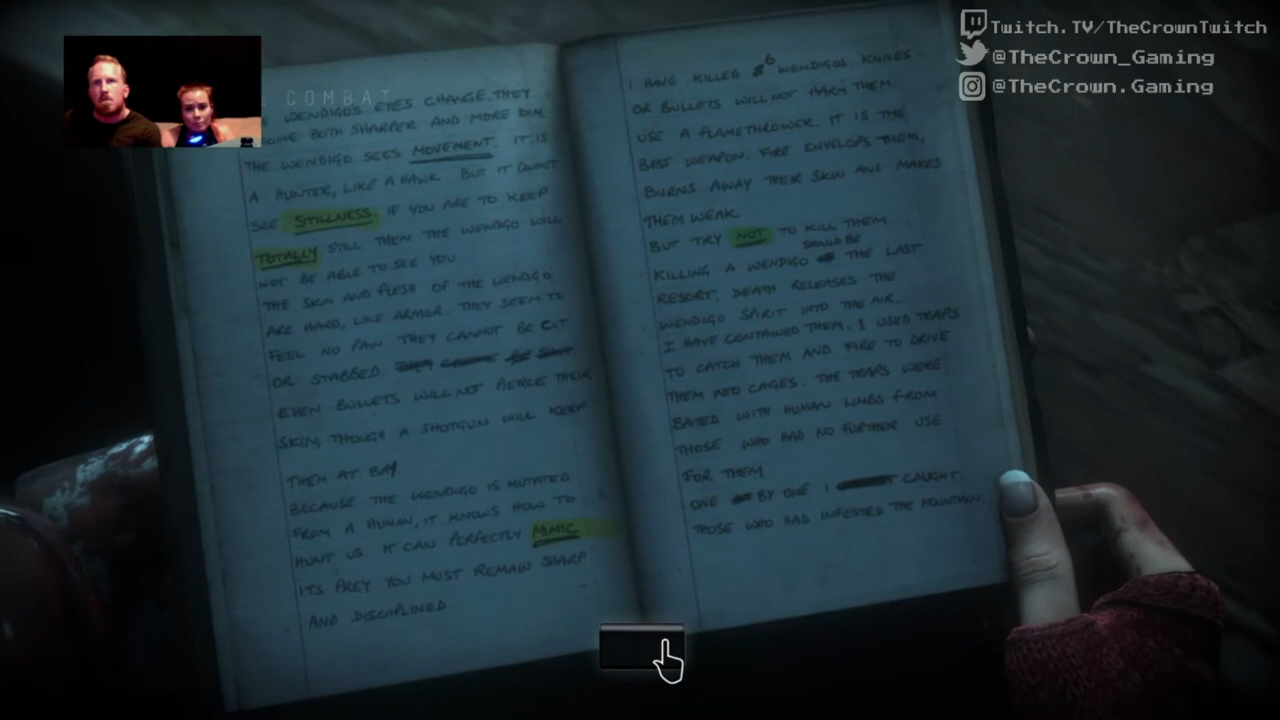 Twitch.TV/TheCrownTwitch
@TheCrown_Gaming
@TheCrown.Gaming
COMBAT
WENDIGOS EYES CHANGE. THEY
BOTH SHARPER AND MORE DIM.
THE WENDIGO SEES MOVEMENT. IT IS
A HUNTER, LIKE A HAWK. BUT IT CANNOT
SEE STILLNESS. IF YOU ARE TO KEEP
TOTALLY STILL THEN THE WENDIGO WILL
NOT BE ABLE TO SEE YOU
THE SKIN AND FLESH OF THE WENDIGO
ARE HARD, LIKE ARMOR. THEY SEEM TO
FEEL NO PAIN THEY CANNOT BE CUT
OR STABBED.
EVEN BULLETS WILL NOT PIERCE THEIR
SKIN, THOUGH A SHOTGUN WILL KEEP
THEM AT BAY
BECAUSE THE WENDIGO IS MUTATED
FROM A HUMAN, IT KNOWS HOW TO
HUNT US. IT CAN PERFECTLY MIMIC
ITS PREY YOU MUST REMAIN SHARP
AND DISCIPLINED
I HAVE KILLED 6 WENDIGOS. KNIVES
OR BULLETS WILL NOT HARM THEM.
USE A FLAMETHROWER. IT IS THE
BEST WEAPON. FIRE ENVELOPS THEM,
BURNS AWAY THEIR SKIN AND MAKES
THEM WEAK
BUT TRY NOT TO KILL THEM
SHOULD BE
KILLING A WENDIGO THE LAST
RESORT. DEATH RELEASES THE
WENDIGO SPIRIT INTO THE AIR.
I HAVE CONTAINED THEM. I USED TRAPS
TO CATCH THEM AND FIRE TO DRIVE
THEM INTO CAGES. THE TRAPS WERE
BAITED WITH HUMAN LIMBS FROM
THOSE WHO HAD NO FURTHER USE
FOR THEM
ONE BY ONE I CAUGHT
THOSE WHO HAD INFESTED THE MOUNTAIN.